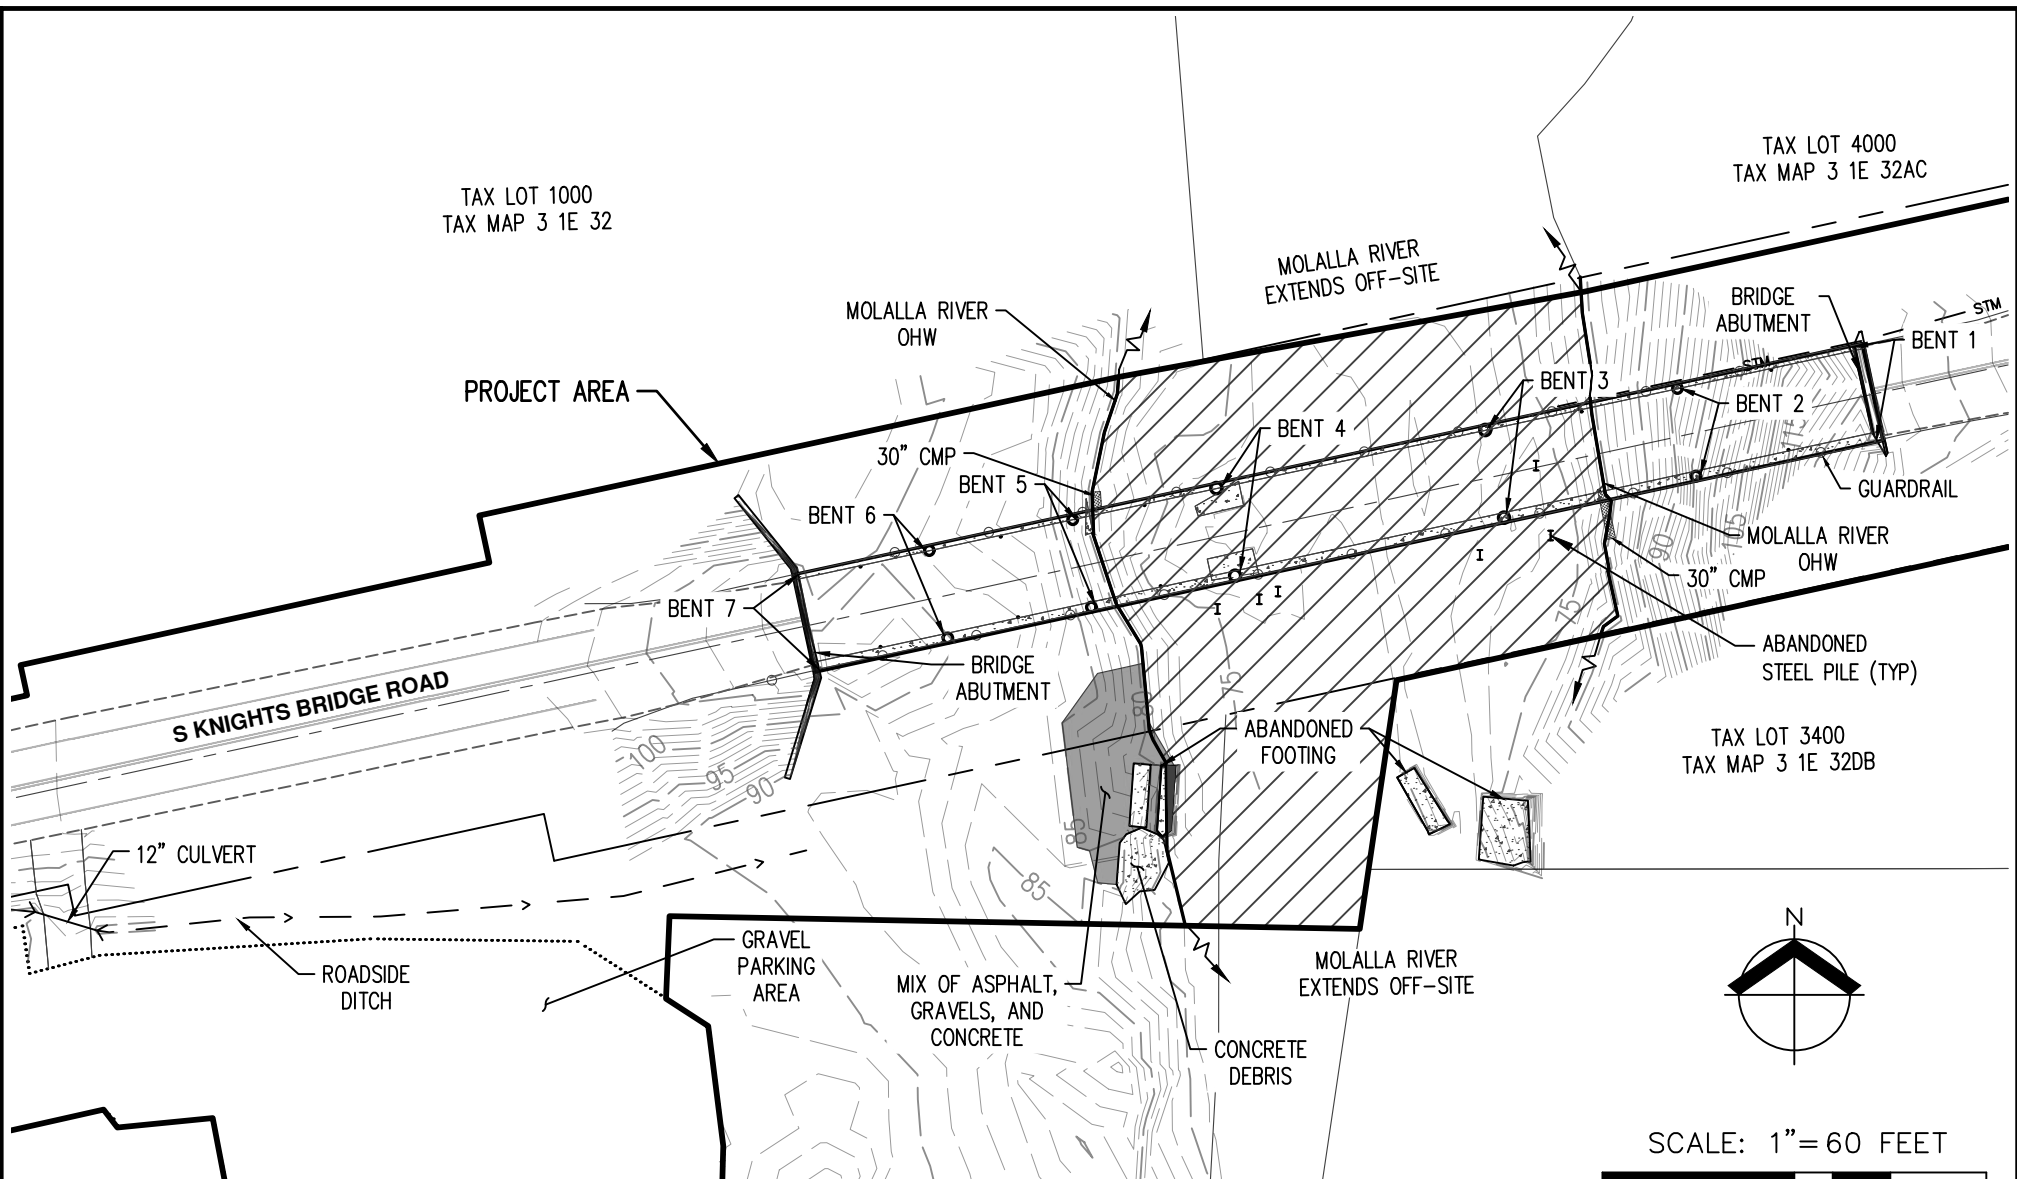 TAX LOT 4000
TAX MAP 3 1E 32AC
TAX LOT 1000
TAX MAP 3 1E 32
MOLALLA RIVER
EXTENDS OFF-SITE
MOLALLA RIVER
OHW
BRIDGE
ABUTMENT
STM
BENT 1
STM
PROJECT AREA
BENT 3
BENT 2
BENT 4
30" CMP
BENT 5
GUARDRAIL
BENT 6
115
105
90
MOLALLA RIVER
OHW
30" CMP
BENT 7
75
ABANDONED
STEEL PILE (TYP)
BRIDGE
ABUTMENT
S KNIGHTS BRIDGE ROAD
80
75
ABANDONED
FOOTING
TAX LOT 3400
TAX MAP 3 1E 32DB
100
95
90
85
12" CULVERT
85
N
GRAVEL
PARKING
AREA
ROADSIDE
DITCH
MIX OF ASPHALT,
GRAVELS, AND
CONCRETE
MOLALLA RIVER
EXTENDS OFF-SITE
CONCRETE
DEBRIS
SCALE: 1"=60 FEET